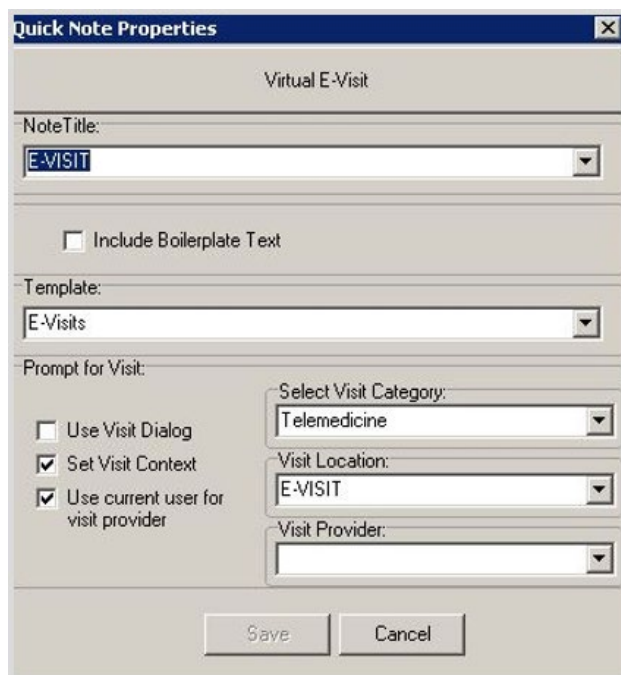 Quick Note Properties
Virtual E-Visit
NoteTitle:
E-VISIT
Include Boilerplate Text
Template:
E-Visits
Prompt for Visit:
Use Visit Dialog
Set Visit Context
Use current user for
visit provider
Select Visit Category:
Telemedicine
Visit Location:
E-VISIT
Visit Provider:
Save
Cancel